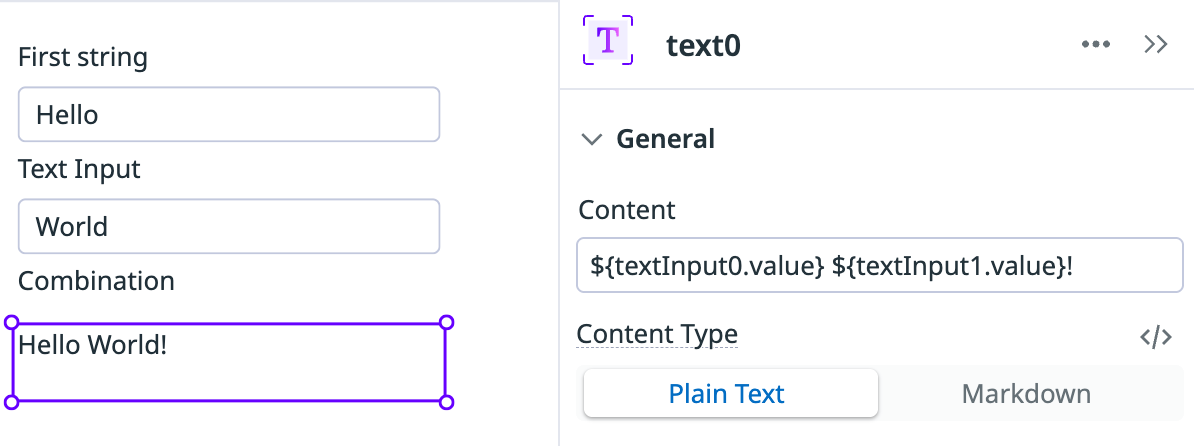 First string
Hello
Text Input
World
Combination
Hello World!
T text0
General
Content
${textInput0.value} ${textInput1.value}!
Content Type </>
Plain Text Markdown